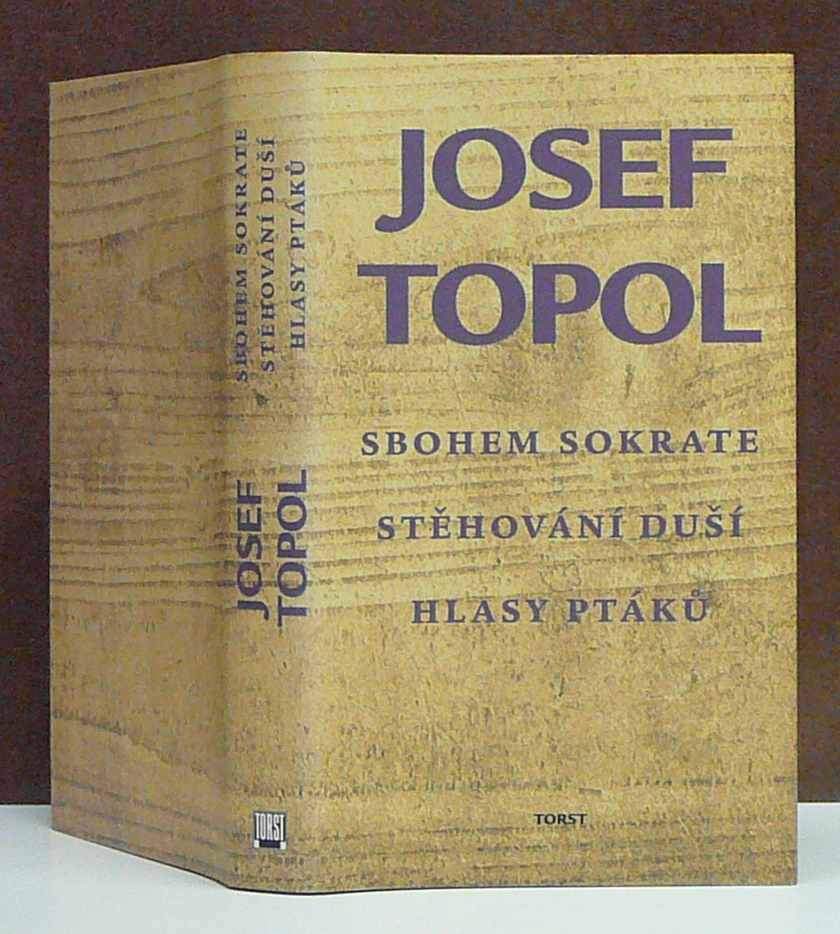 SBOHEM SOKRATE
STĚHOVÁNÍ DUŠÍ
HLASY PTÁKŮ
JOSEF
TOPOL
TORST
JOSEF
TOPOL
SBOHEM SOKRATE
STĚHOVÁNÍ DUŠÍ
HLASY PTÁKŮ
TORST